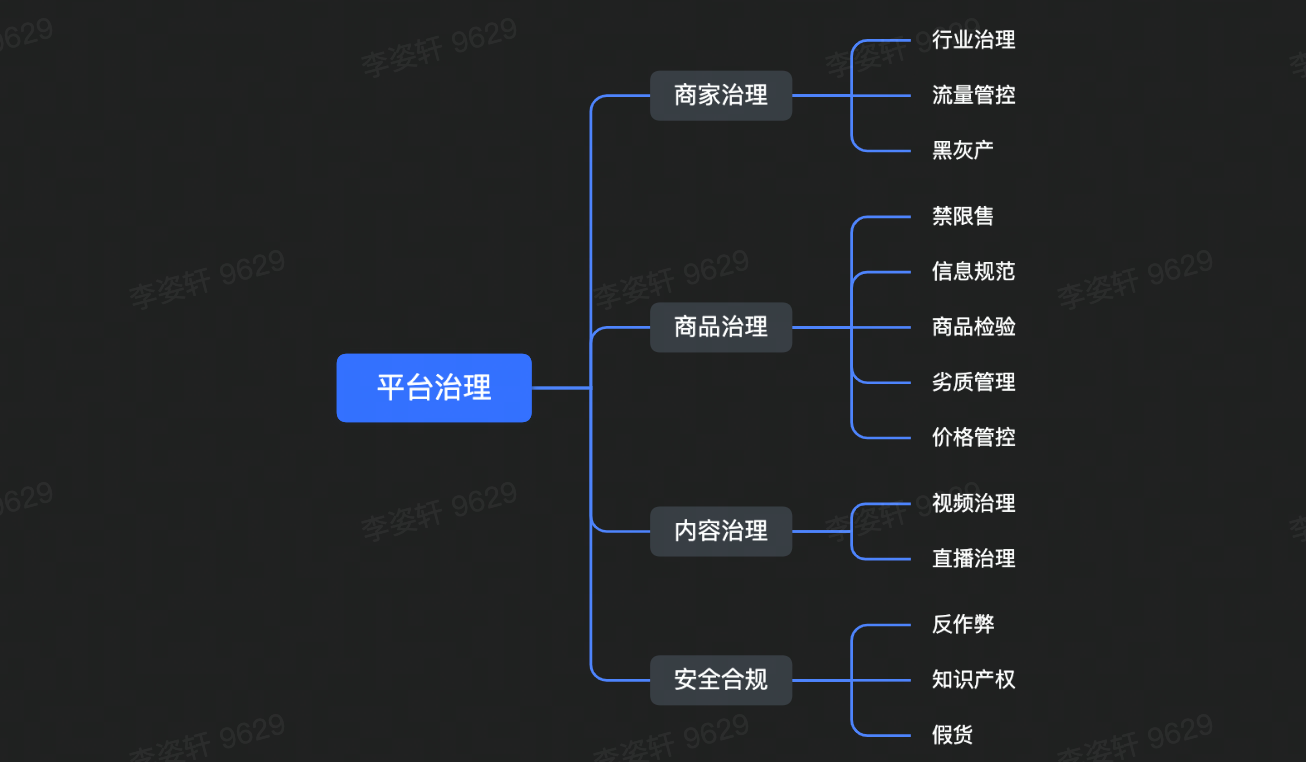 平台治理
商家治理
行业治理
流量管控
黑灰产
商品治理
禁限售
信息规范
商品检验
劣质管理
价格管控
内容治理
视频治理
直播治理
安全合规
反作弊
知识产权
假货
李姿轩 9629